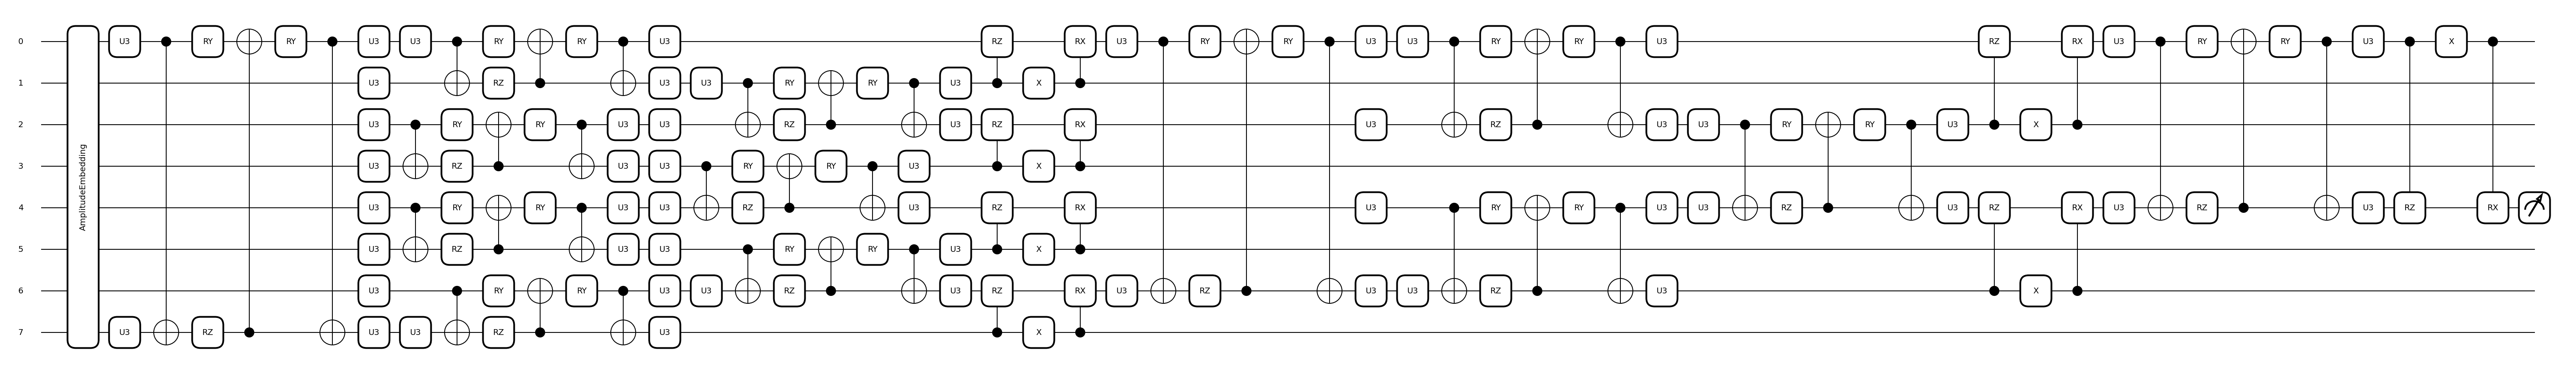 0 U3 RY RY U3 U3 RY RY U3 RZ RX U3 RY RY U3 U3 RY RY U3 RZ RX U3 RY RY U3 X
1 U3 RZ U3 U3 RY RY U3 X
2 U3 RY RY U3 U3 RZ U3 RZ RX U3 RZ U3 U3 RY RY U3 X
3 U3 RZ U3 U3 RY RY U3 X
AmplitudeEmbedding
4 U3 RY RY U3 U3 RZ U3 RZ RX U3 RY RY U3 U3 RZ U3 RZ RX U3 RZ U3 RZ RX
5 U3 RZ U3 U3 RY RY U3 X
6 U3 RY RY U3 U3 RZ U3 RZ RX U3 RZ U3 U3 RZ U3 X
7 U3 RZ U3 U3 RZ U3 X